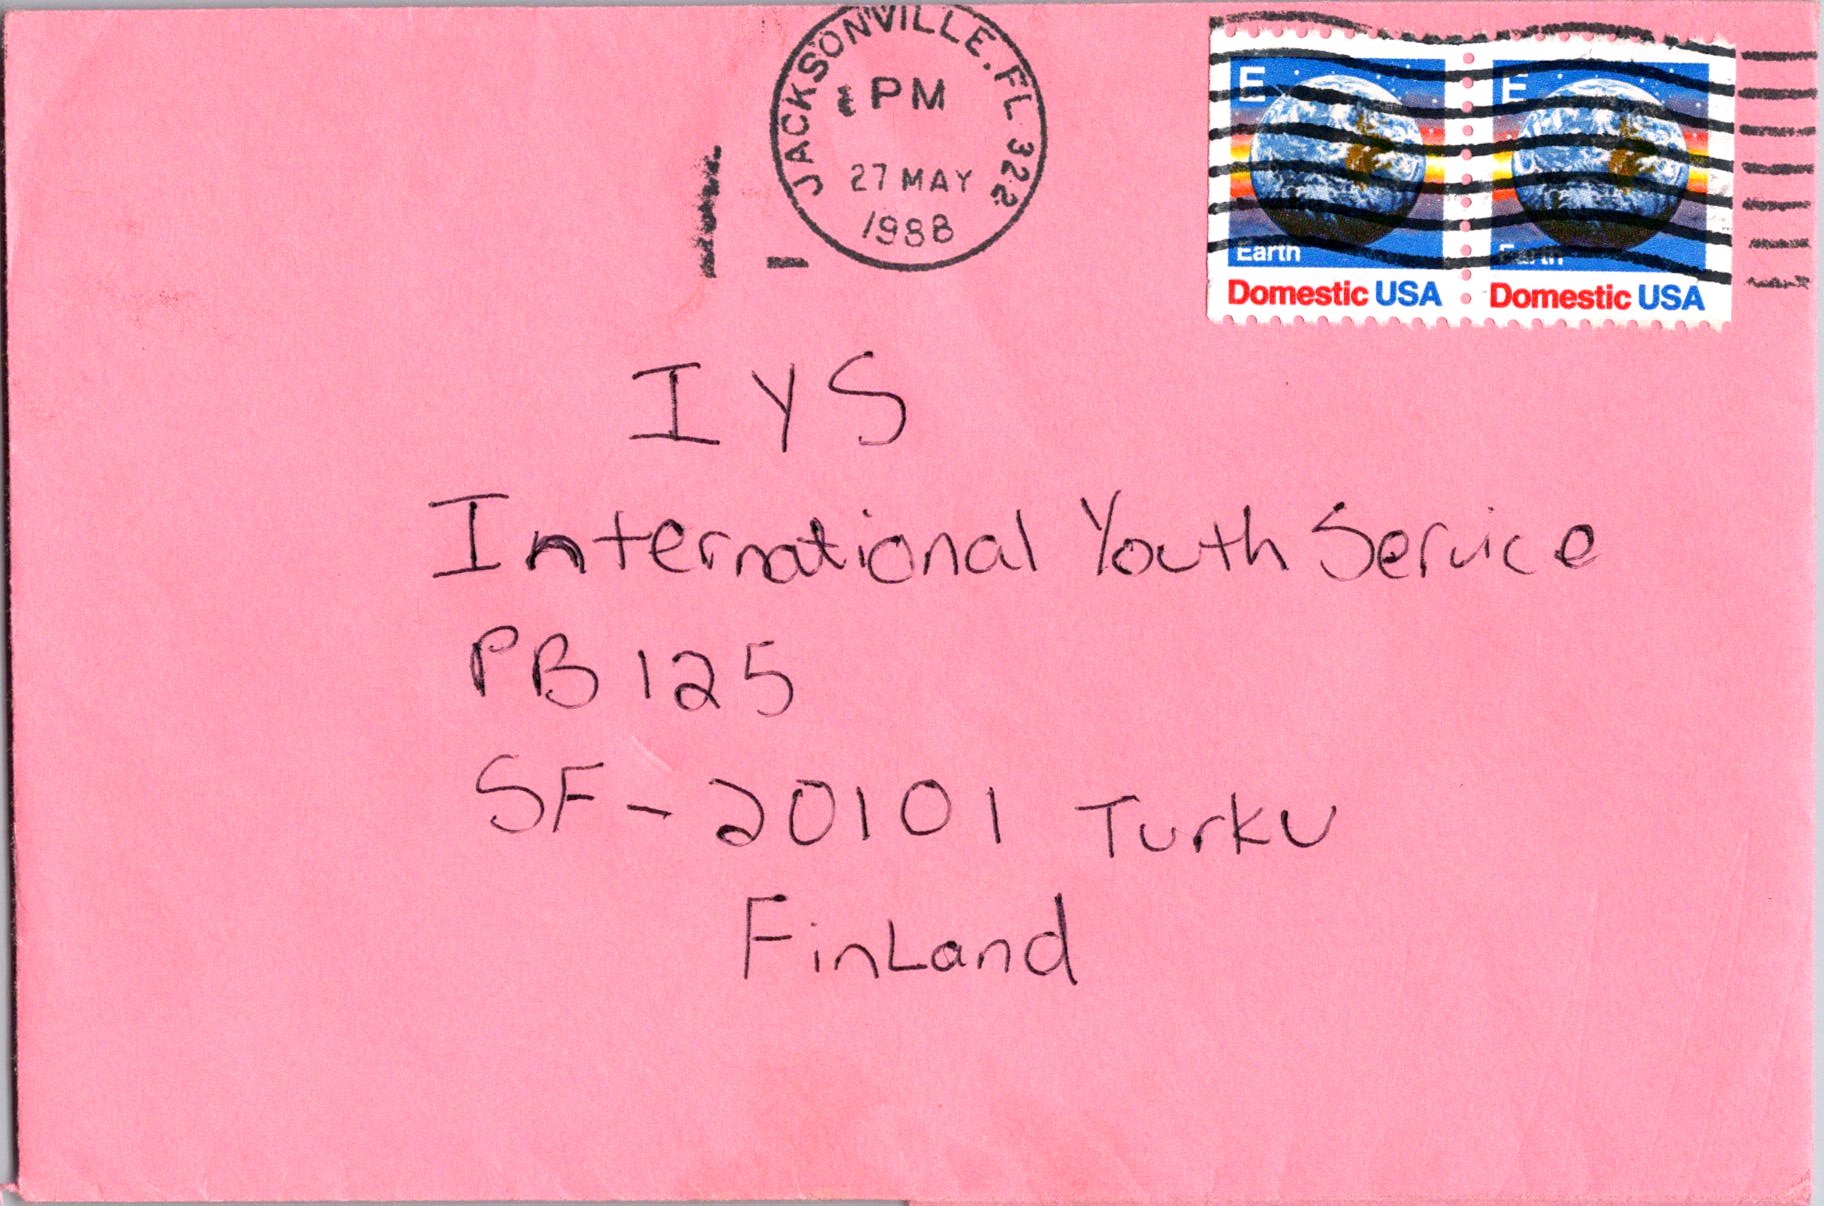 JACKSONVILLE. FL 322
PM
27 MAY
1988
E E
Earth Earth
Domestic USA Domestic USA
IYS
International Youth Service
PB 125
SF-20101 Turku
FinLand